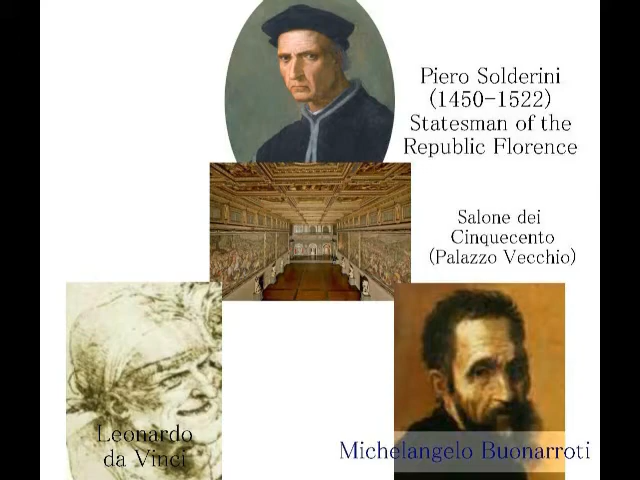 Piero Solderini
(1450-1522)
Statesman of the
Republic Florence
Salone dei
Cinquecento
(Palazzo Vecchio)
Leonardo
da Vinci
Michelangelo Buonarroti